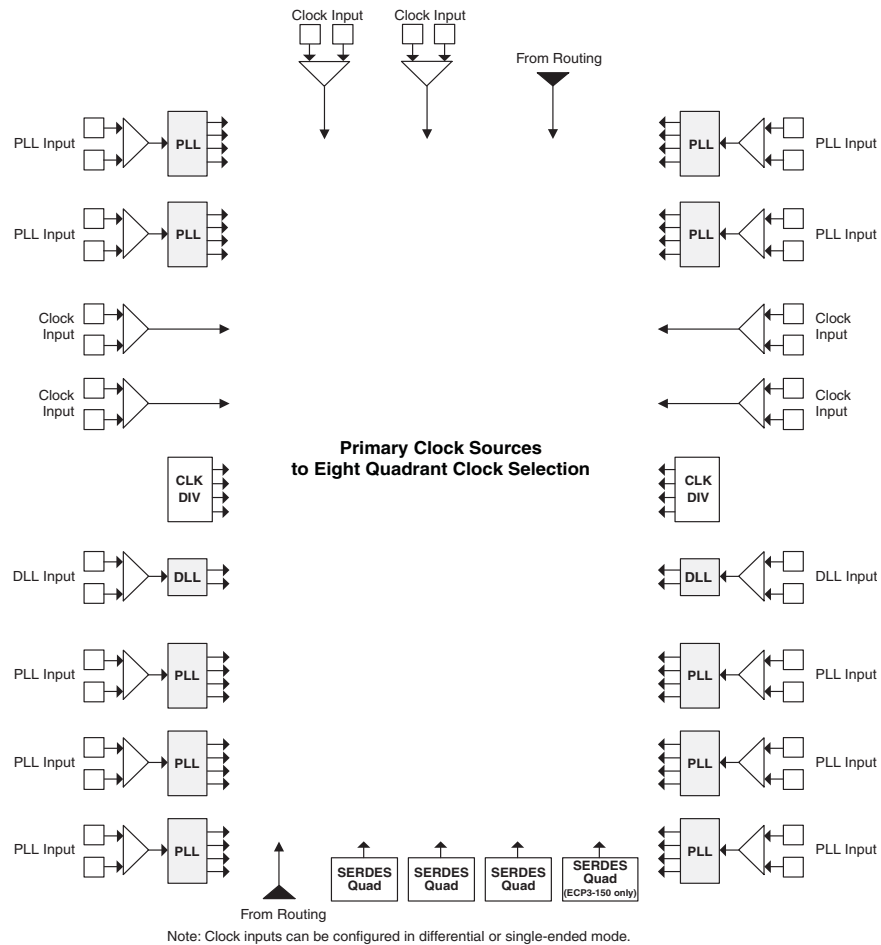 Clock Input Clock Input
From Routing
PLL Input PLL PLL PLL Input
PLL Input PLL PLL PLL Input
Clock
Input
Clock
Input
Clock
Input
Clock
Input
Primary Clock Sources
to Eight Quadrant Clock Selection
CLK
DIV
CLK
DIV
DLL Input DLL DLL DLL Input
PLL Input PLL PLL PLL Input
PLL Input PLL PLL PLL Input
PLL Input PLL PLL PLL Input
SERDES
Quad
SERDES
Quad
SERDES
Quad
SERDES
Quad
(ECP3-150 only)
From Routing
Note: Clock inputs can be configured in differential or single-ended mode.